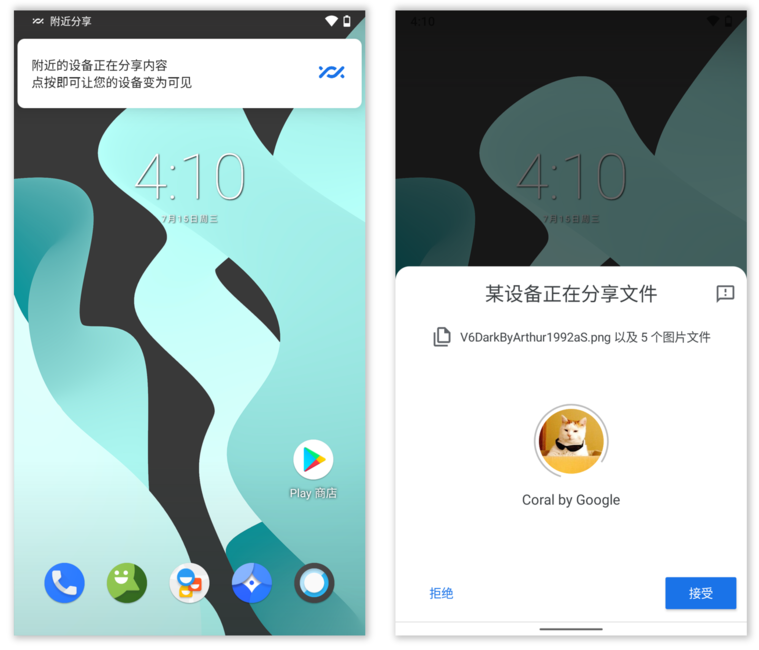 附近分享
附近的设备正在分享内容
点按即可让您的设备变为可见
4:10
7月15日周三
Play 商店
4:10
4:10
7月15日周三
某设备正在分享文件
V6DarkByArthur1992aS.png 以及 5 个图片文件
Coral by Google
拒绝
接受